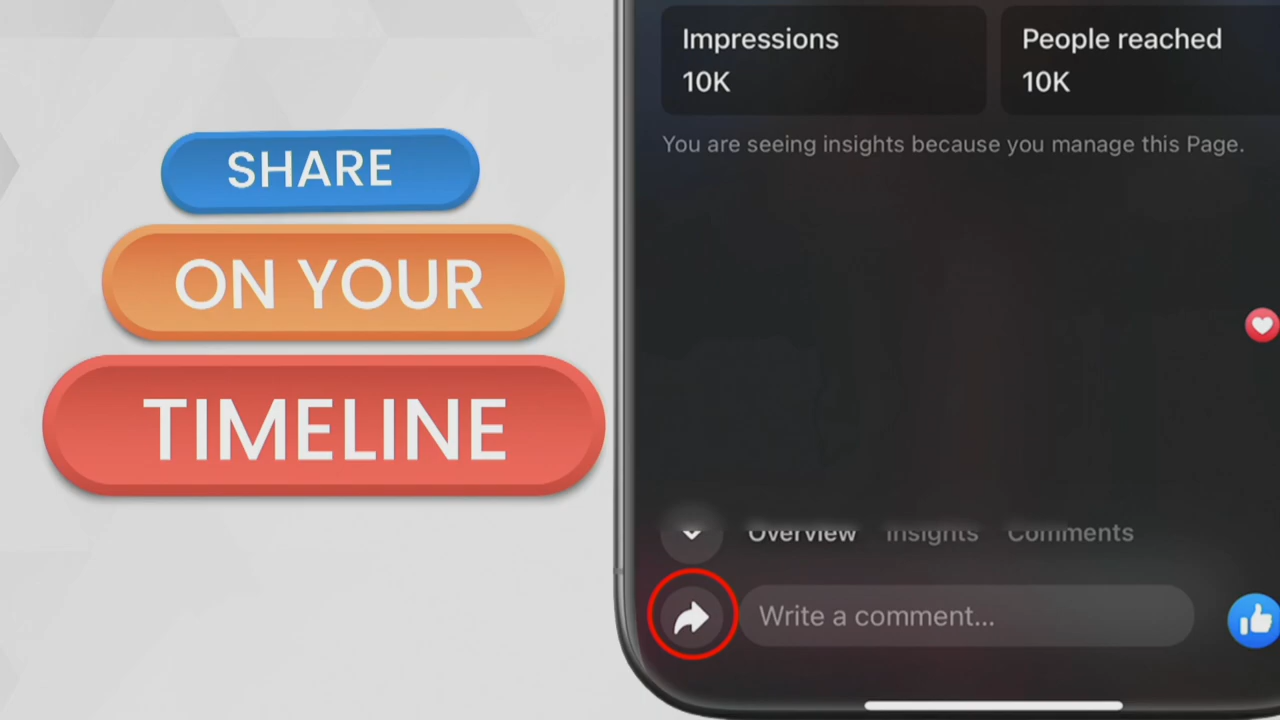 SHARE
ON YOUR
TIMELINE
Impressions
10K
People reached
10K
You are seeing insights because you manage this Page.
Overview
Insights
Comments
Write a comment...